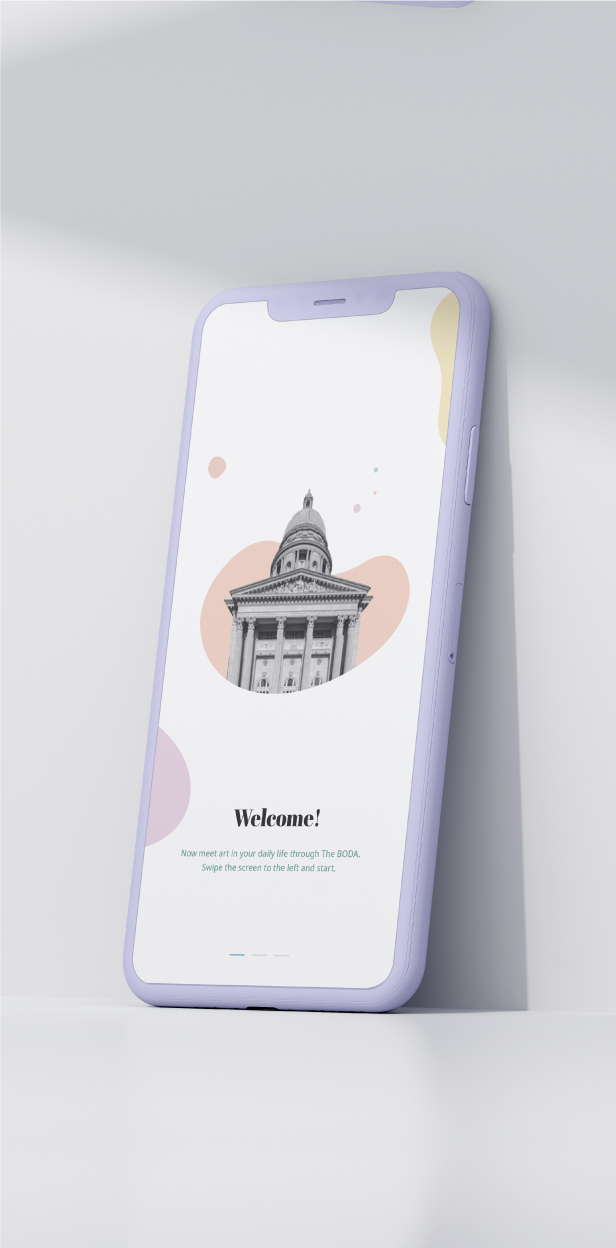 Welcome!
Now meet art in your daily life through The BODA.
Swipe the screen to the left and start.